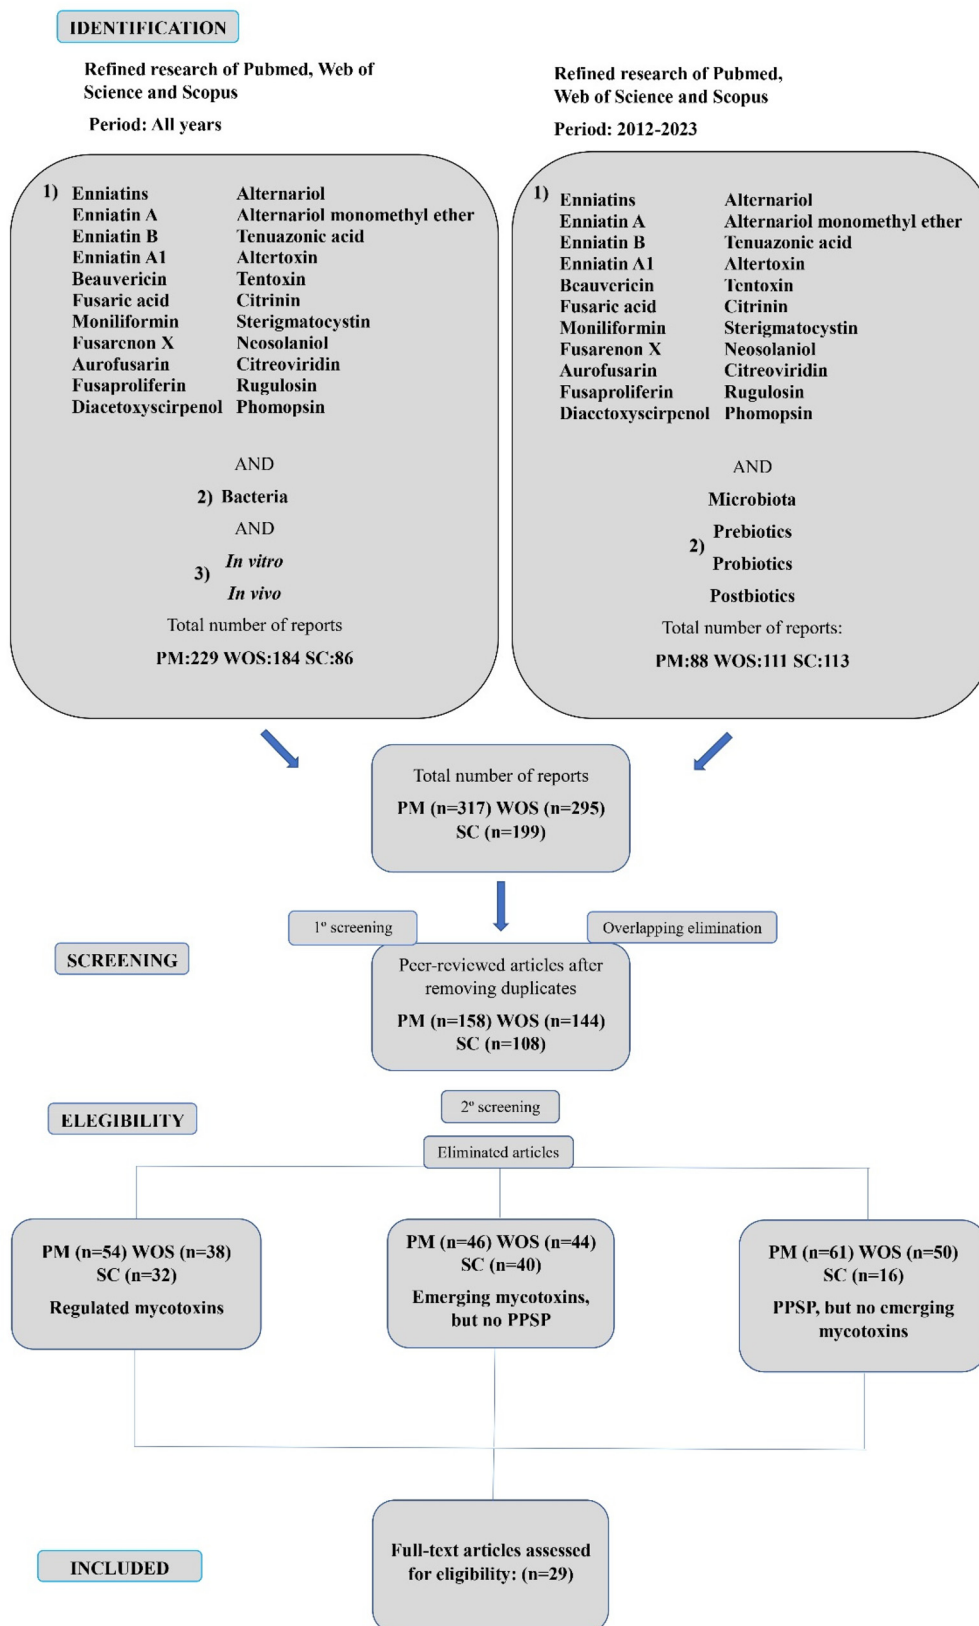 IDENTIFICATION
Refined research of Pubmed, Web of
Science and Scopus
Period: All years
1) Enniatins Alternariol
Enniatin A Alternariol monomethyl ether
Enniatin B Tenuazonic acid
Enniatin A1 Altertoxin
Beauvericin Tentoxin
Fusaric acid Citrinin
Moniliformin Sterigmatocystin
Fusarenon X Neosolaniol
Aurofusarin Citreoviridin
Fusaproliferin Rugulosin
Diacetoxyscirpenol Phomopsin
AND
2) Bacteria
AND
3) In vitro
In vivo
Total number of reports
PM:229 WOS:184 SC:86
Refined research of Pubmed,
Web of Science and Scopus
Period: 2012-2023
1) Enniatins Alternariol
Enniatin A Alternariol monomethyl ether
Enniatin B Tenuazonic acid
Enniatin A1 Altertoxin
Beauvericin Tentoxin
Fusaric acid Citrinin
Moniliformin Sterigmatocystin
Fusarenon X Neosolaniol
Aurofusarin Citreoviridin
Fusaproliferin Rugulosin
Diacetoxyscirpenol Phomopsin
AND
Microbiota
Prebiotics
2)
Probiotics
Postbiotics
Total number of reports:
PM:88 WOS:111 SC:113
Total number of reports
PM (n=317) WOS (n=295)
SC (n=199)
1º screening
Overlapping elimination
SCREENING
Peer-reviewed articles after
removing duplicates
PM (n=158) WOS (n=144)
SC (n=108)
2º screening
ELEGIBILITY
Eliminated articles
PM (n=54) WOS (n=38)
SC (n=32)
Regulated mycotoxins
PM (n=46) WOS (n=44)
SC (n=40)
Emerging mycotoxins,
but no PPSP
PM (n=61) WOS (n=50)
SC (n=16)
PPSP, but no emerging
mycotoxins
INCLUDED
Full-text articles assessed
for eligibility: (n=29)